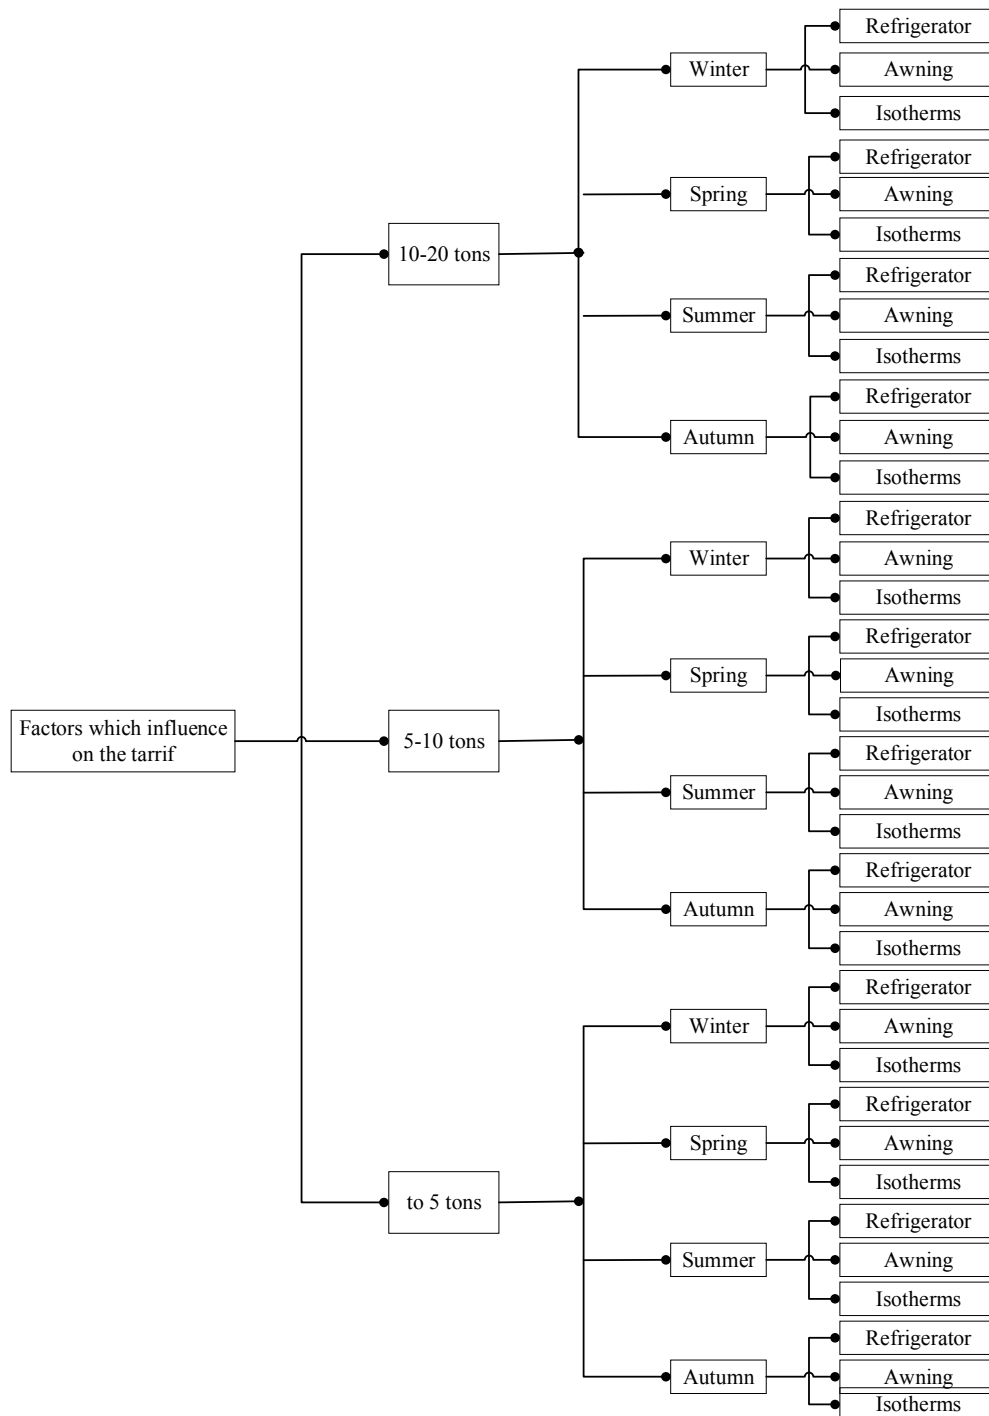 Factors which influence
on the tarrif
10-20 tons
Winter
Refrigerator
Awning
Isotherms
Spring
Refrigerator
Awning
Isotherms
Summer
Refrigerator
Awning
Isotherms
Autumn
Refrigerator
Awning
Isotherms
5-10 tons
Winter
Refrigerator
Awning
Isotherms
Spring
Refrigerator
Awning
Isotherms
Summer
Refrigerator
Awning
Isotherms
Autumn
Refrigerator
Awning
Isotherms
to 5 tons
Winter
Refrigerator
Awning
Isotherms
Spring
Refrigerator
Awning
Isotherms
Summer
Refrigerator
Awning
Isotherms
Autumn
Refrigerator
Awning
Isotherms